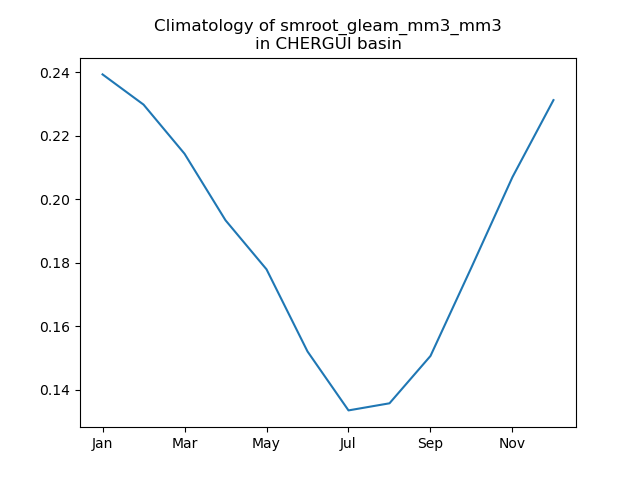 Climatology of smroot_gleam_mm3_mm3
in CHERGUI basin
0.24
0.22
0.20
0.18
0.16
0.14
Jan Mar May Jul Sep Nov